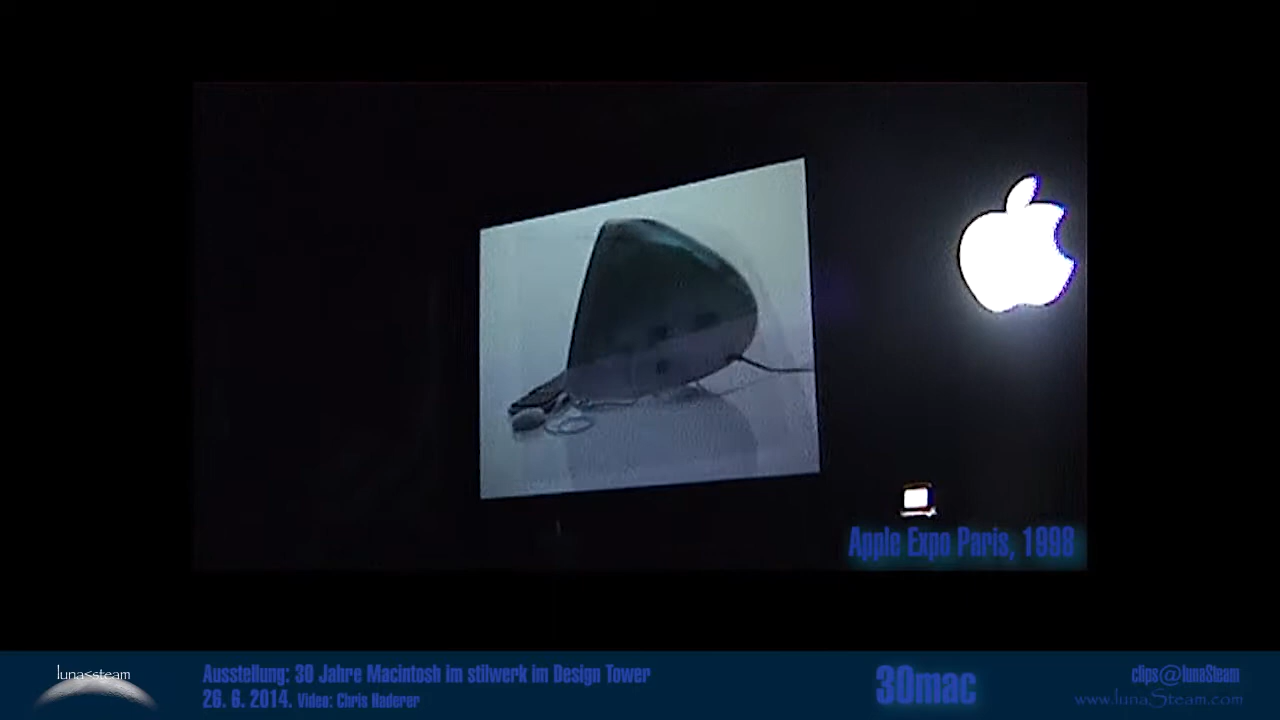 Apple Expo Paris, 1998
lunasteam
Ausstellung: 30 Jahre Macintosh im stilwerk im Design Tower
26. 6. 2014. Video: Chris Haderer
30mac
clips@lunaSteam
www.lunaSteam.com